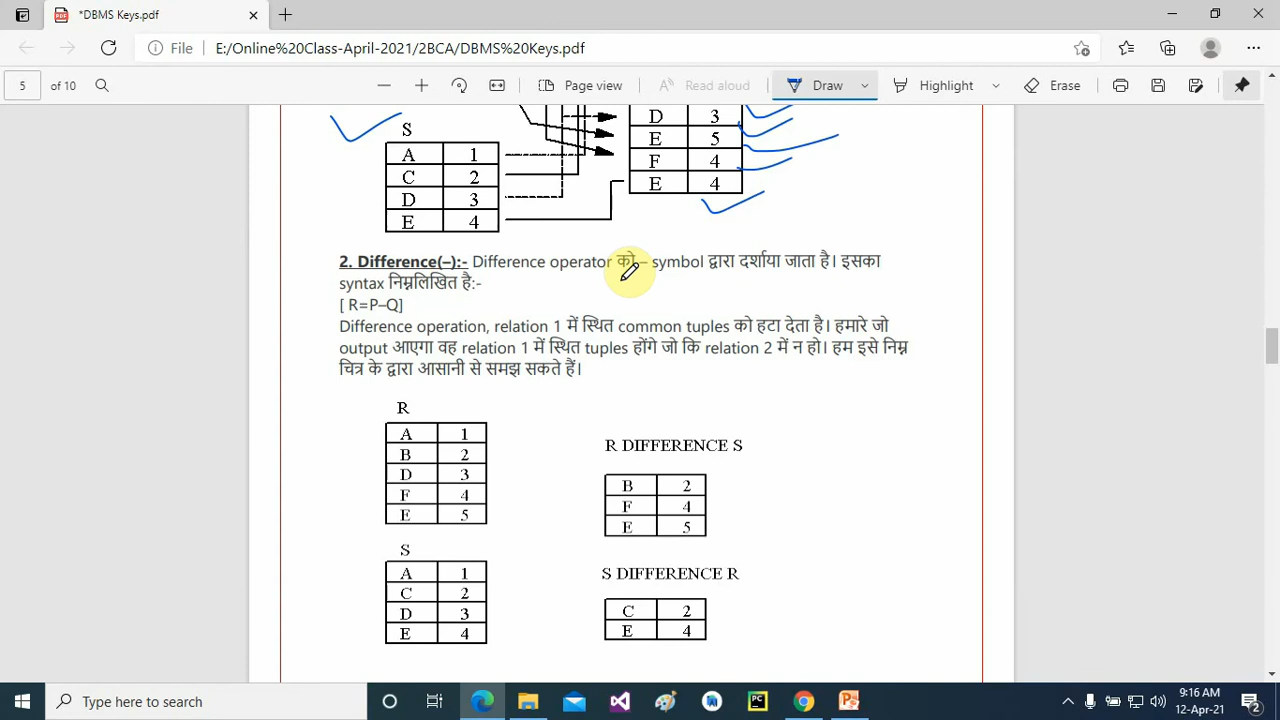 *DBMS Keys.pdf
File E:/Online%20Class-April-2021/2BCA/DBMS%20Keys.pdf
5 of 10 Page view Read aloud Draw Highlight Erase
S
A 1
C 2
D 3
E 4
D 3
E 5
F 4
E 4
2. Difference(–):- Difference operator को – symbol द्वारा दर्शाया जाता है। इसका
syntax निम्नलिखित है:-
[ R=P–Q]
Difference operation, relation 1 में स्थित common tuples को हटा देता है। हमारे जो
output आएगा वह relation 1 में स्थित tuples होंगे जो कि relation 2 में न हो। हम इसे निम्न
चित्र के द्वारा आसानी से समझ सकते हैं।
R
A 1
B 2
D 3
F 4
E 5
S
A 1
C 2
D 3
E 4
R DIFFERENCE S
B 2
F 4
E 5
S DIFFERENCE R
C 2
E 4
Type here to search
9:16 AM
12-Apr-21
2